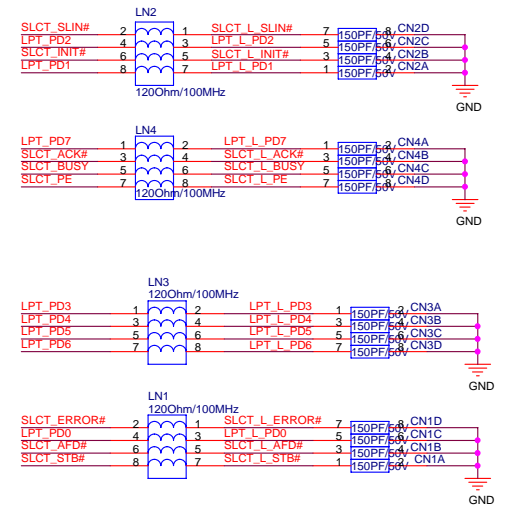 LN2
SLCT_SLIN# 2 1 SLCT_L_SLIN# 7 150PF/50V 8 CN2D
LPT_PD2 4 3 LPT_L_PD2 5 150PF/50V 6 CN2C
SLCT_INIT# 6 5 SLCT_L_INIT# 3 150PF/50V 4 CN2B
LPT_PD1 8 7 LPT_L_PD1 1 150PF/50V 2 CN2A
120Ohm/100MHz
GND
LN4
LPT_PD7 1 2 LPT_L_PD7 1 150PF/50V 2 CN4A
SLCT_ACK# 3 4 SLCT_L_ACK# 3 150PF/50V 4 CN4B
SLCT_BUSY 5 6 SLCT_L_BUSY 5 150PF/50V 6 CN4C
SLCT_PE 7 8 SLCT_L_PE 7 150PF/50V 8 CN4D
120Ohm/100MHz
GND
LN3
120Ohm/100MHz
LPT_PD3 1 2 LPT_L_PD3 1 150PF/50V 2 CN3A
LPT_PD4 3 4 LPT_L_PD4 3 150PF/50V 4 CN3B
LPT_PD5 5 6 LPT_L_PD5 5 150PF/50V 6 CN3C
LPT_PD6 7 8 LPT_L_PD6 7 150PF/50V 8 CN3D
GND
LN1
120Ohm/100MHz
SLCT_ERROR# 2 1 SLCT_L_ERROR# 7 150PF/50V 8 CN1D
LPT_PD0 4 3 LPT_L_PD0 5 150PF/50V 6 CN1C
SLCT_AFD# 6 5 SLCT_L_AFD# 3 150PF/50V 4 CN1B
SLCT_STB# 8 7 SLCT_L_STB# 1 150PF/50V 2 CN1A
GND